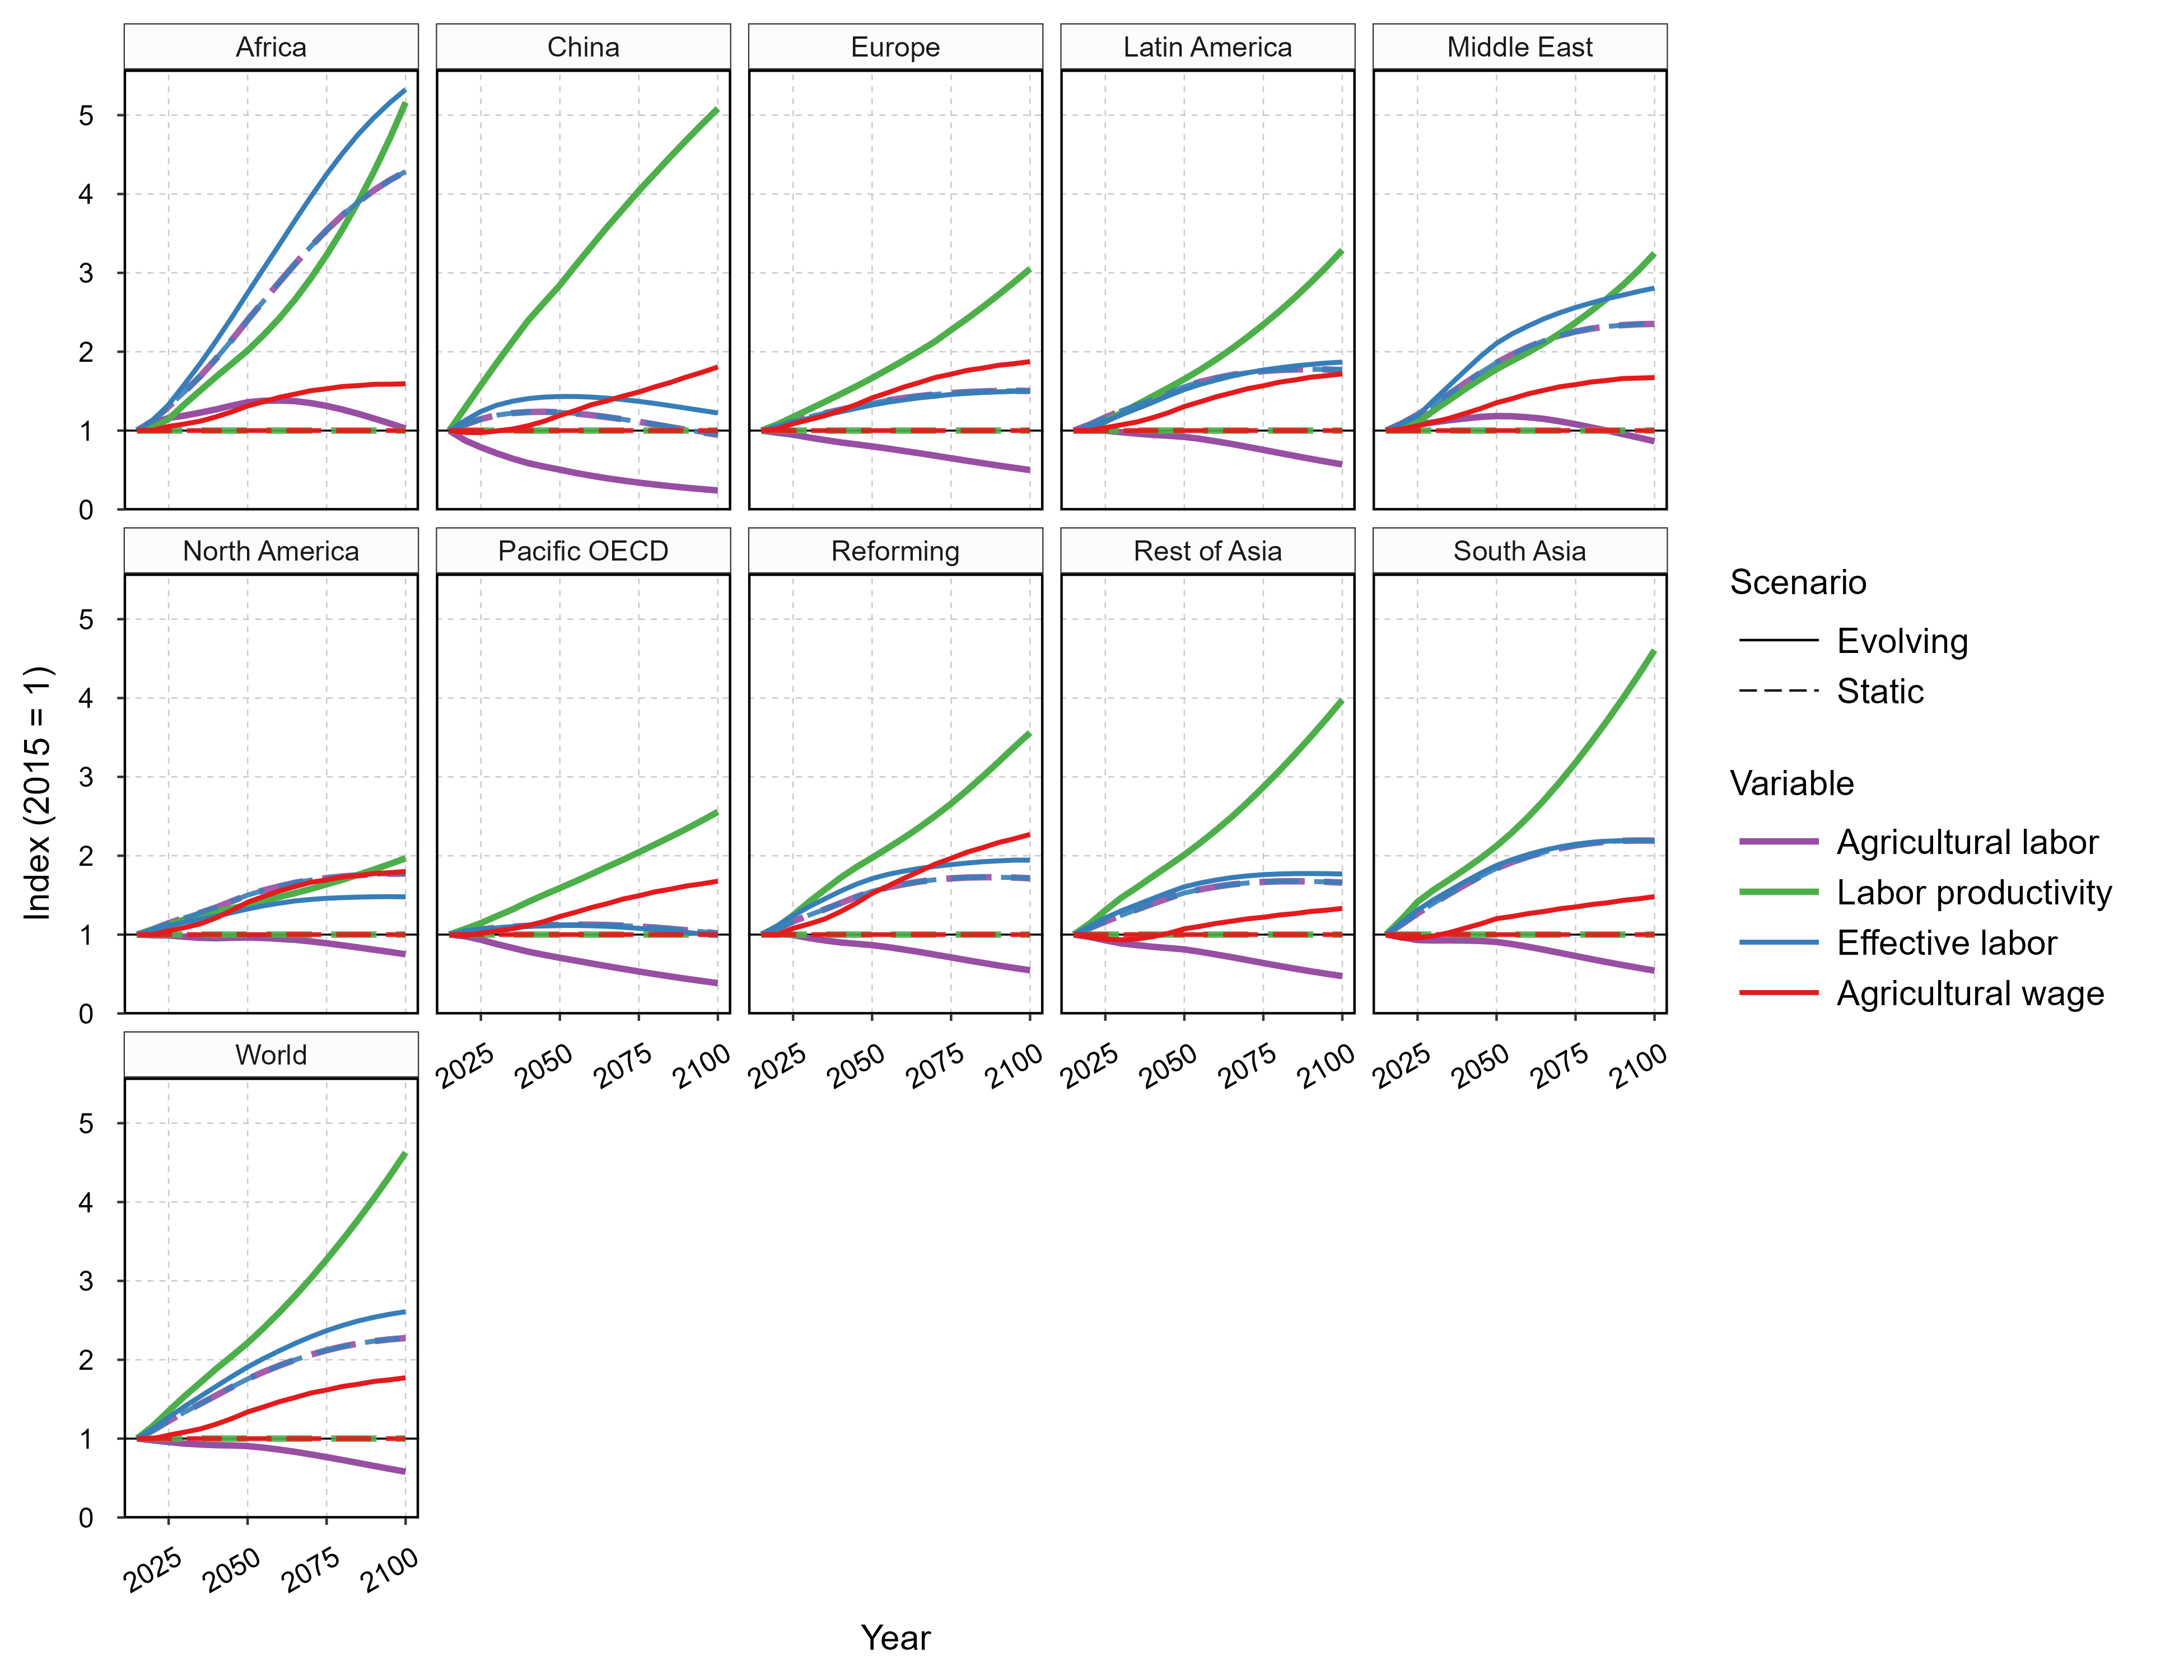 Africa
China
Europe
Latin America
Middle East
5
4
3
2
1
0
North America
Pacific OECD
Reforming
Rest of Asia
South Asia
5
4
3
2
1
0
2025
2050
2075
2100
2025
2050
2075
2100
2025
2050
2075
2100
2025
2050
2075
2100
World
5
4
3
2
1
0
2025
2050
2075
2100
Year
Index (2015 = 1)
Scenario
Evolving
Static
Variable
Agricultural labor
Labor productivity
Effective labor
Agricultural wage